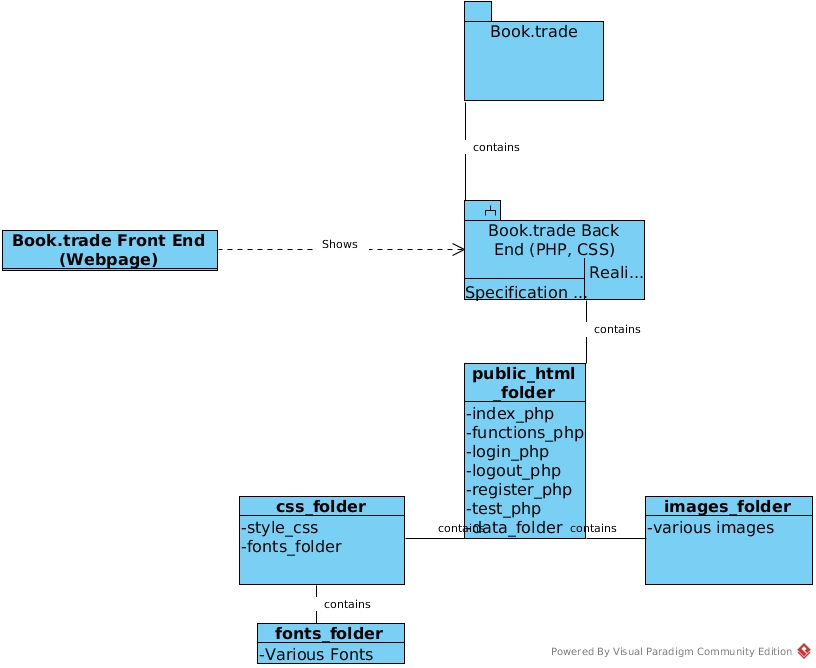 Book.trade
contains
Book.trade Front End
(Webpage)
Shows
Book.trade Back
End (PHP, CSS)
Reali...
Specification ...
contains
public_html
_folder
-index_php
-functions_php
-login_php
-logout_php
-register_php
-test_php
-data_folder
css_folder
-style_css
-fonts_folder
contains
contains
images_folder
-various images
contains
fonts_folder
-Various Fonts
Powered By Visual Paradigm Community Edition